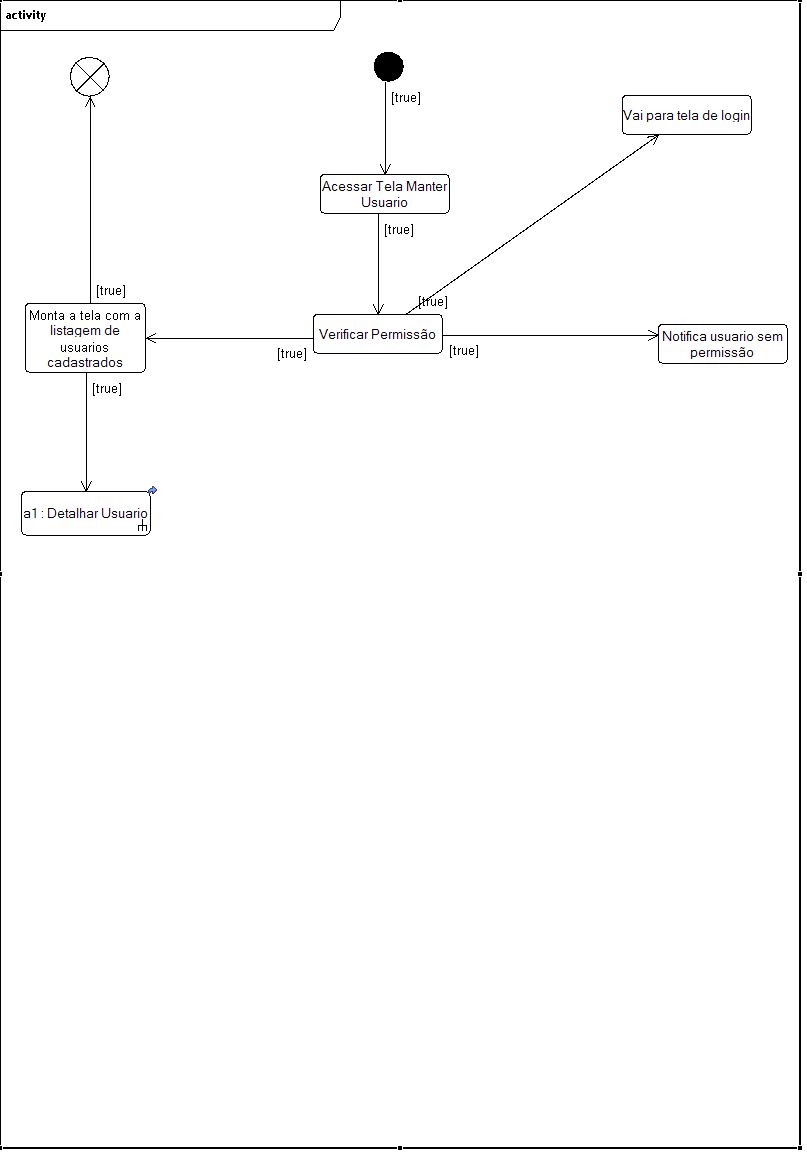 activity
[true]
Vai para tela de login
Acessar Tela Manter
Usuario
[true]
[true]
[true]
Monta a tela com a
listagem de
usuarios
cadastrados
Verificar Permissão
[true]
[true]
Notifica usuario sem
permissão
[true]
a1 : Detalhar Usuario